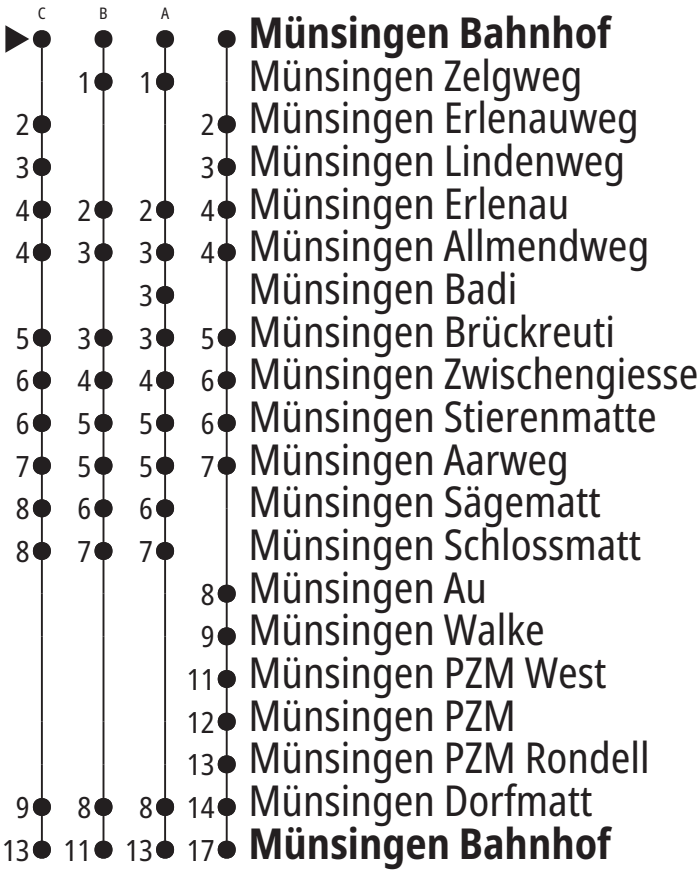 C B A
Münsingen Bahnhof
1 1 Münsingen Zelgweg
2 2 Münsingen Erlenauweg
3 3 Münsingen Lindenweg
4 2 2 4 Münsingen Erlenau
4 3 3 4 Münsingen Allmendweg
3 Münsingen Badi
5 3 3 5 Münsingen Brückreuti
6 4 4 6 Münsingen Zwischengiesse
6 5 5 6 Münsingen Stierenmatte
7 5 5 7 Münsingen Aarweg
8 6 6 Münsingen Sägematt
8 7 7 Münsingen Schlossmatt
8 Münsingen Au
9 Münsingen Walke
11 Münsingen PZM West
12 Münsingen PZM
13 Münsingen PZM Rondell
9 8 8 14 Münsingen Dorfmatt
13 11 13 17 Münsingen Bahnhof